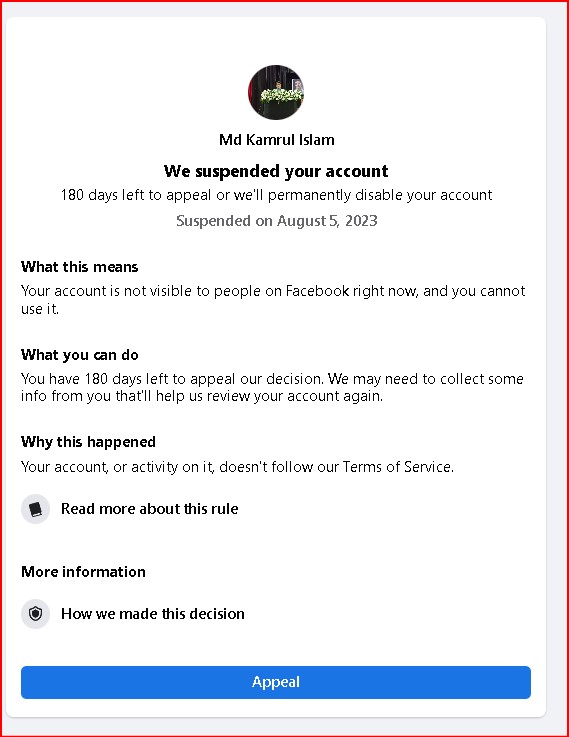 Md Kamrul Islam
We suspended your account
180 days left to appeal or we'll permanently disable your account
Suspended on August 5, 2023
What this means
Your account is not visible to people on Facebook right now, and you cannot
use it.
What you can do
You have 180 days left to appeal our decision. We may need to collect some
info from you that'll help us review your account again.
Why this happened
Your account, or activity on it, doesn't follow our Terms of Service.
Read more about this rule
More information
How we made this decision
Appeal